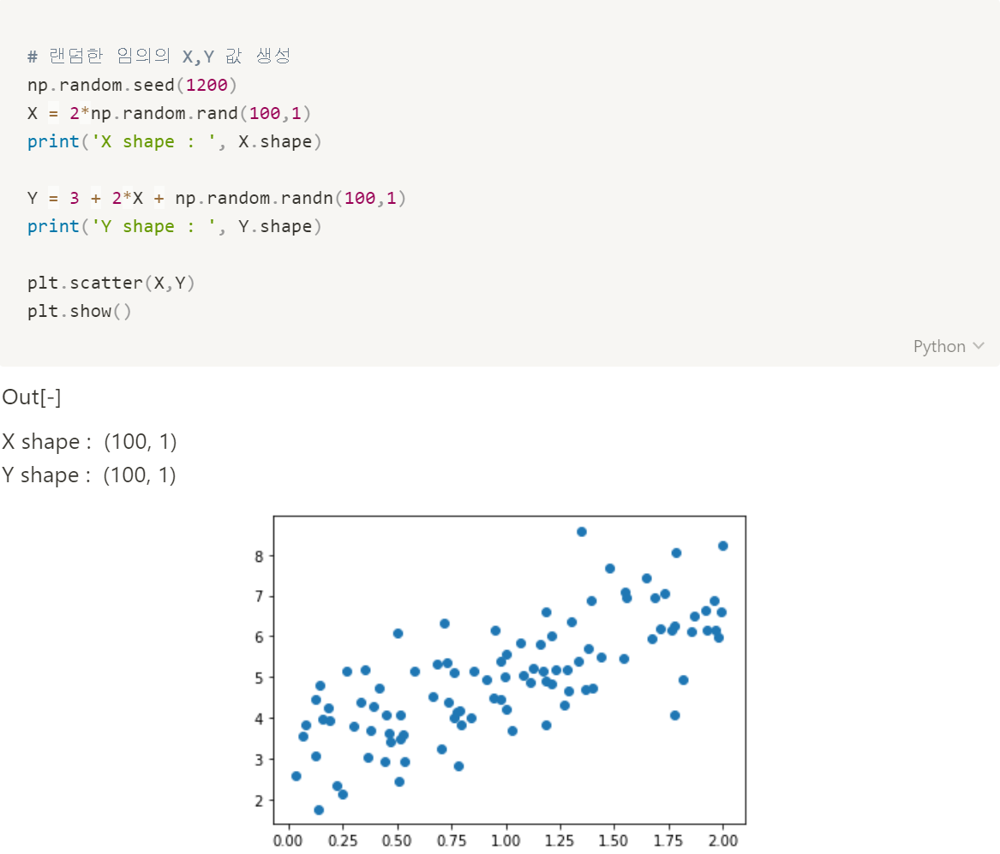 # 랜덤한 임의의 X,Y 값 생성
np.random.seed(1200)
X = 2*np.random.rand(100,1)
print('X shape : ', X.shape)
Y = 3 + 2*X + np.random.randn(100,1)
print('Y shape : ', Y.shape)
plt.scatter(X,Y)
plt.show()
Python
Out[-]
X shape : (100, 1)
Y shape : (100, 1)
8
7
6
5
4
3
2
0.00 0.25 0.50 0.75 1.00 1.25 1.50 1.75 2.00